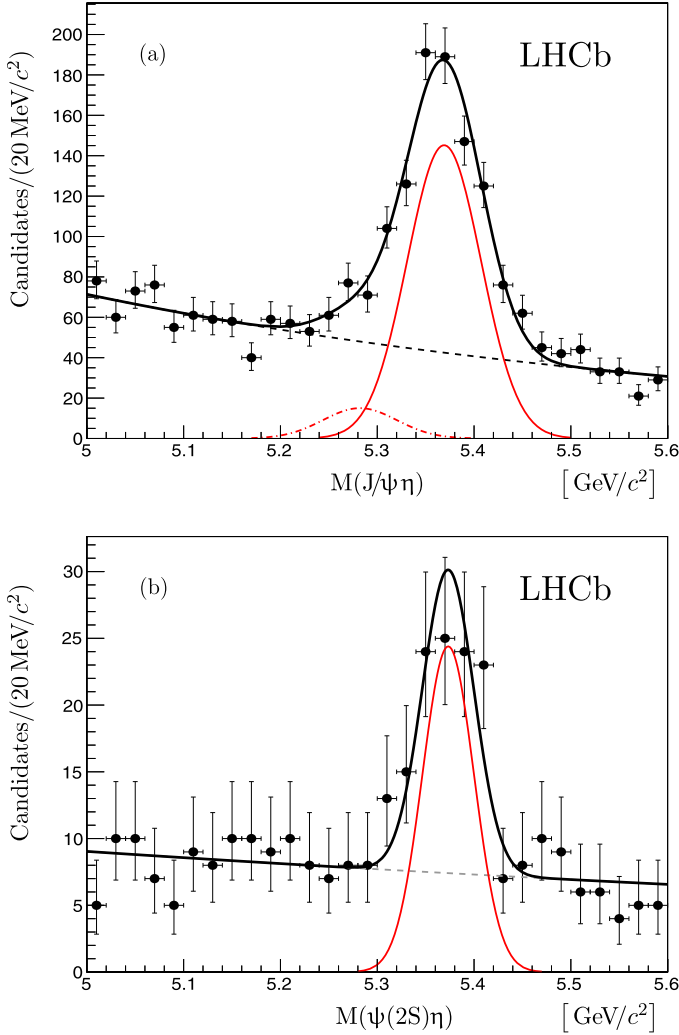 (a)
LHCb
Candidates/(20 MeV/c²)
200
180
160
140
120
100
80
60
40
20
0
5 5.1 5.2 5.3 5.4 5.5 5.6
M(J/ψ η) [GeV/c²]
(b)
LHCb
Candidates/(20 MeV/c²)
30
25
20
15
10
5
0
5 5.1 5.2 5.3 5.4 5.5 5.6
M(ψ(2S)η) [GeV/c²]